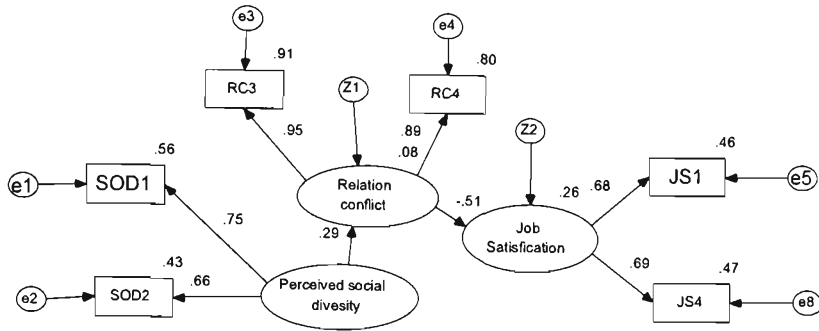 e3
e4
.91
.80
RC3
Z1
RC4
Z2
.95
.89
.08
.56
.46
e1
SOD1
Relation
conflict
-.51
.26
.68
JS1
e5
.75
.29
Job
Satisfication
.43
.66
Perceived social
divesity
.69
.47
e2
SOD2
JS4
e8